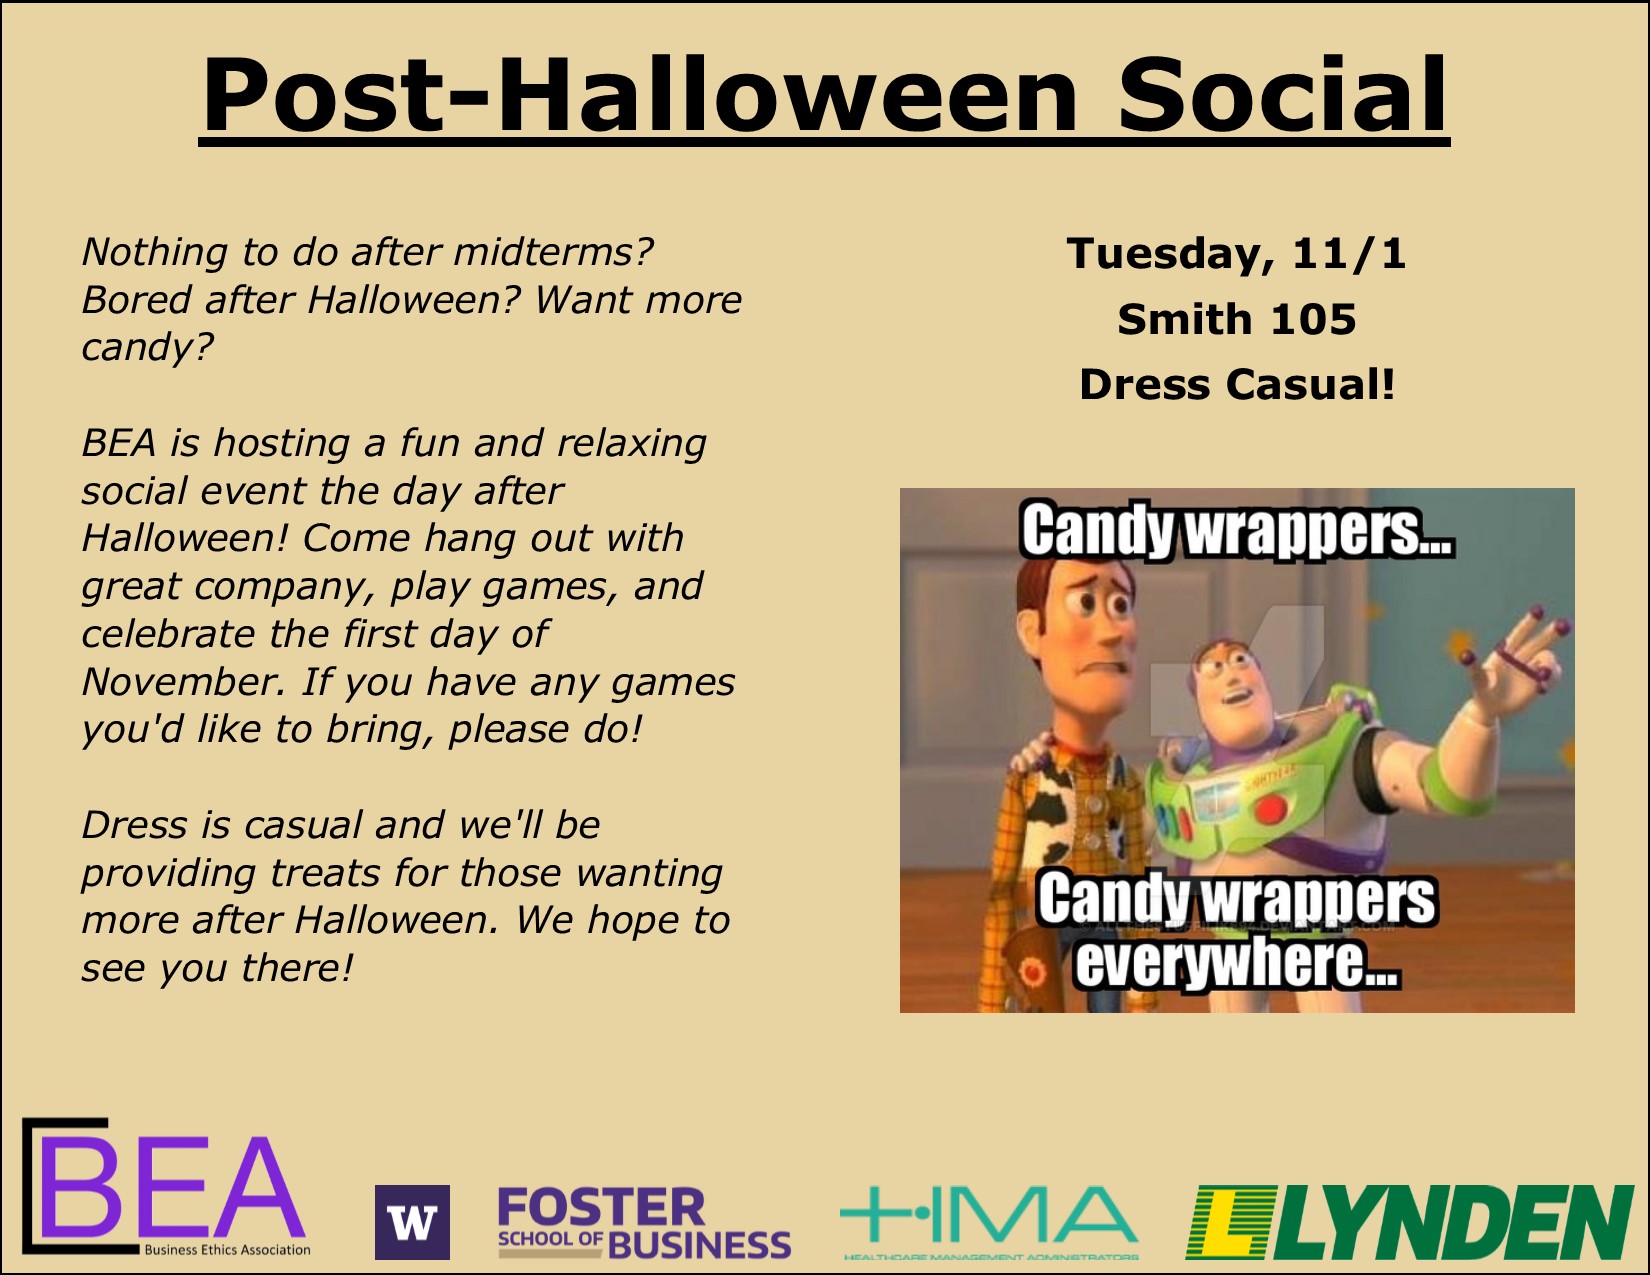 Post-Halloween Social
Nothing to do after midterms?
Bored after Halloween? Want more
candy?
BEA is hosting a fun and relaxing
social event the day after
Halloween! Come hang out with
great company, play games, and
celebrate the first day of
November. If you have any games
you'd like to bring, please do!
Dress is casual and we'll be
providing treats for those wanting
more after Halloween. We hope to
see you there!
Tuesday, 11/1
Smith 105
Dress Casual!
Candy wrappers...
LIGHTYEAR
Candy wrappers
everywhere...
BEA
Business Ethics Association
W
FOSTER
SCHOOL OF BUSINESS
HMA
HEALTHCARE MANAGEMENT ADMINISTRATORS
L LYNDEN